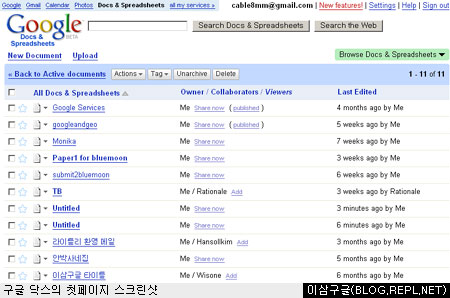 Google Gmail Calendar Photos Docts & Spreadsheets all my services » cable8mm@gmail.com | New features! | Settings | Help | Sign out
Google BETA Search Docs & Spreadsheets Search the Web
Docs & Spreadsheets
New Document Upload Browse Docs & Spreadsheets
« Back to Active documents Actions Tag Unarchive Delete 1 - 11 of 11
All Docs & Spreadsheets Owner / Collaborators / Viewers Last Edited
Google Services Me Share now ( published ) 4 months ago by Me
googleandgeo Me Share now ( published ) 5 weeks ago by Me
Monika Me Share now 7 weeks ago by Me
Paper1 for bluemoon Me Share now 3 weeks ago by Me
submit2bluemoon Me Share now 6 weeks ago by Me
TB Me / Rationale Add 3 weeks ago by Rationale
Untitled Me Share now 3 minutes ago by Me
Untitled Me Share now 6 minutes ago by Me
라이틀리 환영 메일 Me / Hansollkim Add 3 months ago by Me
안박사네집 Me Share now 5 months ago by Me
이삼구글 타이틀 Me / Wisone Add 6 months ago by Me
구글 닥스의 첫페이지 스크린샷 이삼구글(BLOG.REPL.NET)